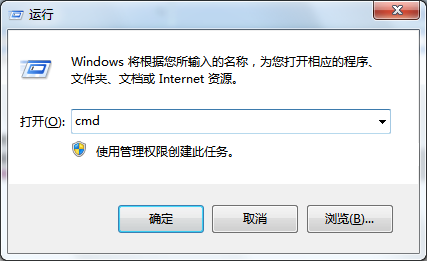 运行
Windows 将根据您所输入的名称，为您打开相应的程序、
文件夹、文档或 Internet 资源。
打开(O): cmd
使用管理权限创建此任务。
确定 取消 浏览(B)...